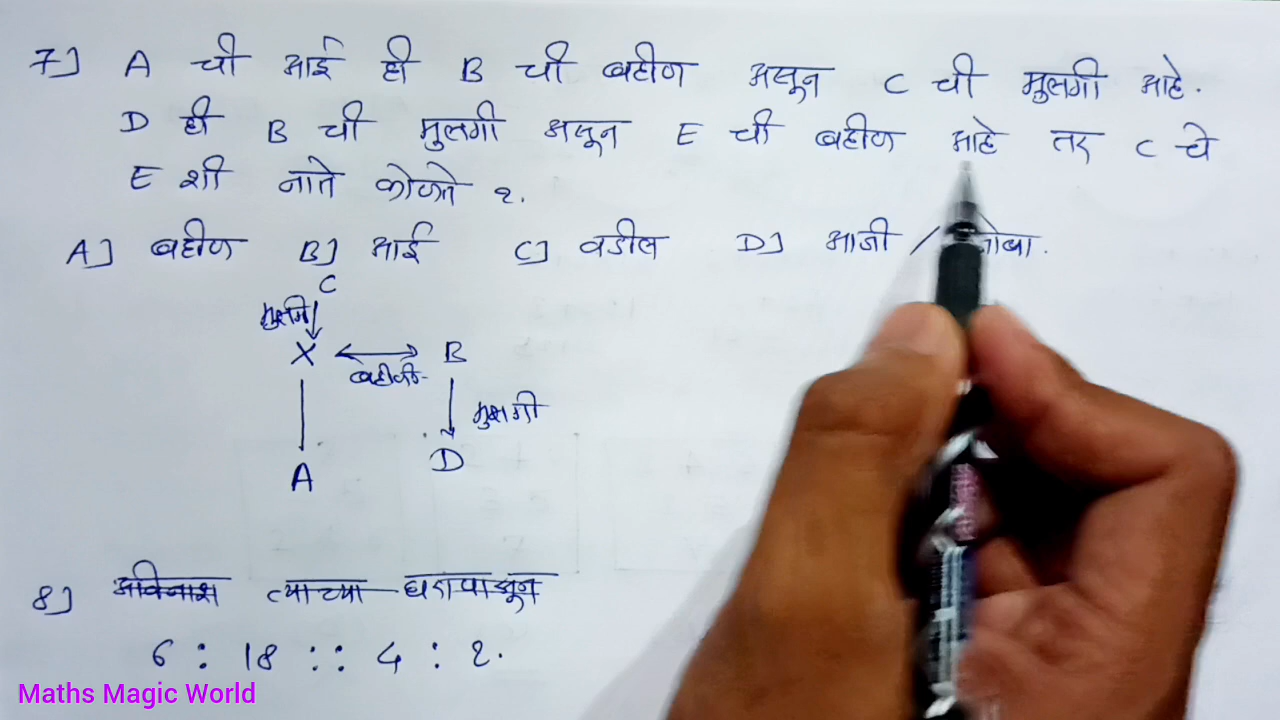 7] A ची आई ही B ची बहीण असून C ची मुलगी आहे.
D ही B ची मुलगी असून E ची बहीण आहे तर C चे
E शी नाते कोणते ?.
A] बहीण B] आई C] वडील D] आजी /
C
मुलगी
X B
बहीण
मुलगी
A D
8] अविनाश त्याच्या घरापासून
6 : 18 :: 4 : ?.
Maths Magic World